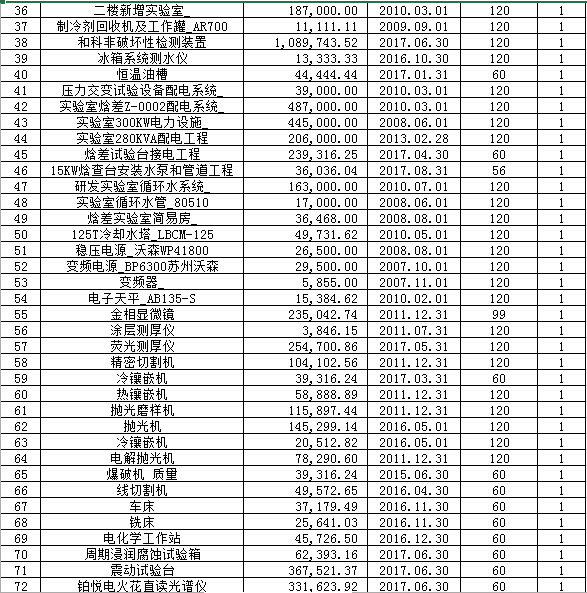 36 二楼新增实验室_ 187,000.00 2010.03.01 120 1
37 制冷剂回收机及工作罐_AR700 11,111.11 2009.09.01 120 1
38 和科非破坏性检测装置 1,089,743.52 2017.06.30 120 1
39 冰箱系统测水仪 13,333.33 2016.10.30 120 1
40 恒温油槽 44,444.44 2017.01.31 60 1
41 压力交变试验设备配电系统_ 39,000.00 2010.03.01 120 1
42 实验室焓差Z-0002配电系统_ 487,000.00 2010.03.01 120 1
43 实验室300KW电力设施_ 445,000.00 2008.06.01 120 1
44 实验室280KVA配电工程 206,000.00 2013.02.28 120 1
45 焓差试验台接电工程 239,316.25 2017.04.30 60 1
46 15KW焓查台安装水泵和管道工程 36,036.04 2017.08.31 56 1
47 研发实验室循环水系统_ 163,000.00 2010.07.01 120 1
48 实验室循环水管_80510 17,000.00 2008.06.01 120 1
49 焓差实验室简易房_ 36,468.00 2008.08.01 120 1
50 125T冷却水塔_LBCM-125 49,731.62 2010.05.01 120 1
51 稳压电源_沃森WP41800 26,500.00 2008.08.01 120 1
52 变频电源_BP6300苏州沃森 29,500.00 2007.10.01 120 1
53 变频器_ 5,855.00 2007.11.01 120 1
54 电子天平_AB135-S 15,384.62 2010.02.01 120 1
55 金相显微镜 235,042.74 2011.12.31 99 1
56 涂层测厚仪 3,846.15 2011.07.31 120 1
57 荧光测厚仪 254,700.86 2017.05.31 120 1
58 精密切割机 104,102.56 2011.12.31 120 1
59 冷镶嵌机 39,316.24 2017.03.31 60 1
60 热镶嵌机 58,888.89 2011.12.31 120 1
61 抛光磨样机 115,897.44 2011.12.31 120 1
62 抛光机 145,299.14 2016.05.01 120 1
63 冷镶嵌机 20,512.82 2016.05.01 120 1
64 电解抛光机 78,290.60 2011.12.31 120 1
65 爆破机 质量 39,316.24 2015.06.30 60 1
66 线切割机 49,572.65 2016.04.30 60 1
67 车床 37,179.49 2016.11.30 60 1
68 铣床 25,641.03 2016.11.30 60 1
69 电化学工作站 45,726.50 2016.12.30 60 1
70 周期浸润腐蚀试验箱 62,393.16 2017.06.30 60 1
71 震动试验台 367,521.37 2017.06.30 60 1
72 铂悦电火花直读光谱仪 331,623.92 2017.06.30 60 1